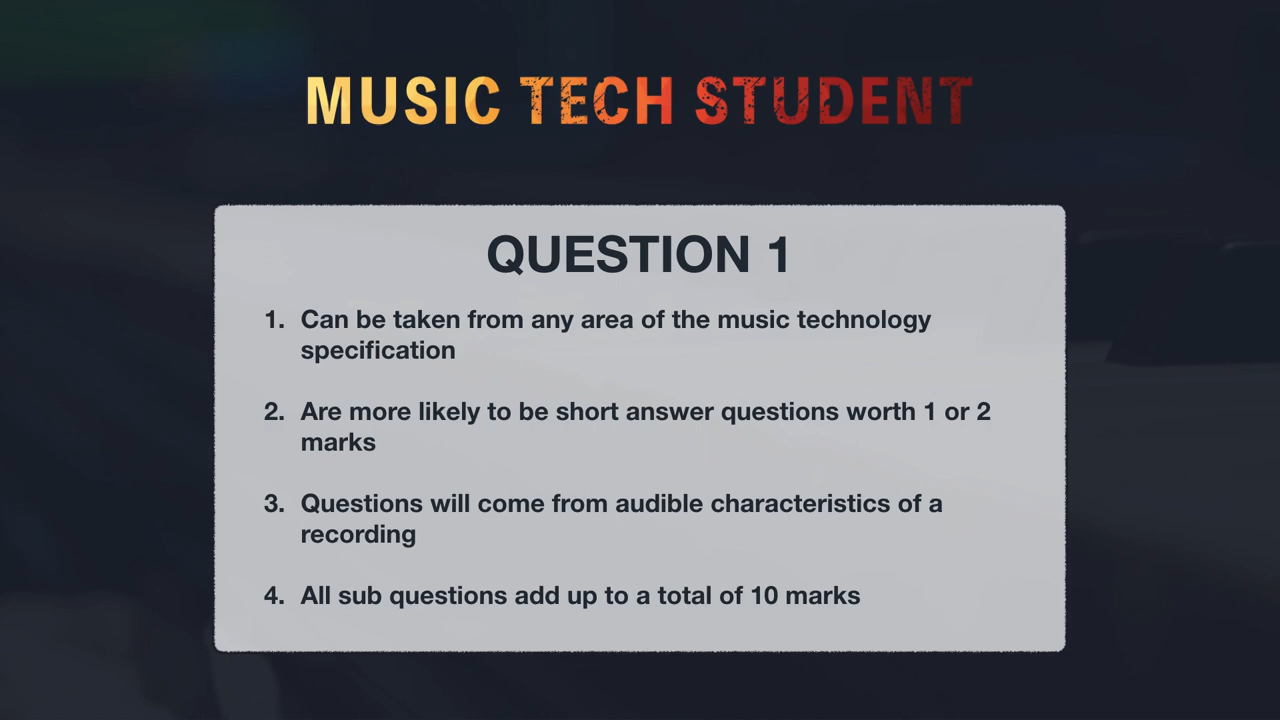 MUSIC TECH STUDENT
QUESTION 1
1. Can be taken from any area of the music technology
specification
2. Are more likely to be short answer questions worth 1 or 2
marks
3. Questions will come from audible characteristics of a
recording
4. All sub questions add up to a total of 10 marks